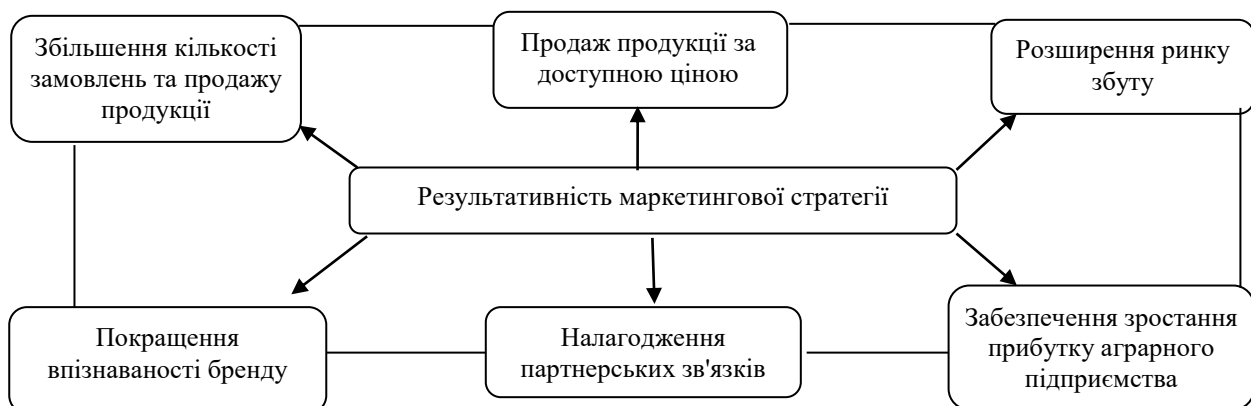 Збільшення кількості
замовлень та продажу
продукції
Продаж продукції за
доступною ціною
Розширення ринку
збуту
Результативність маркетингової стратегії
Покращення
впізнаваності бренду
Налагодження
партнерських зв'язків
Забезпечення зростання
прибутку аграрного
підприємства